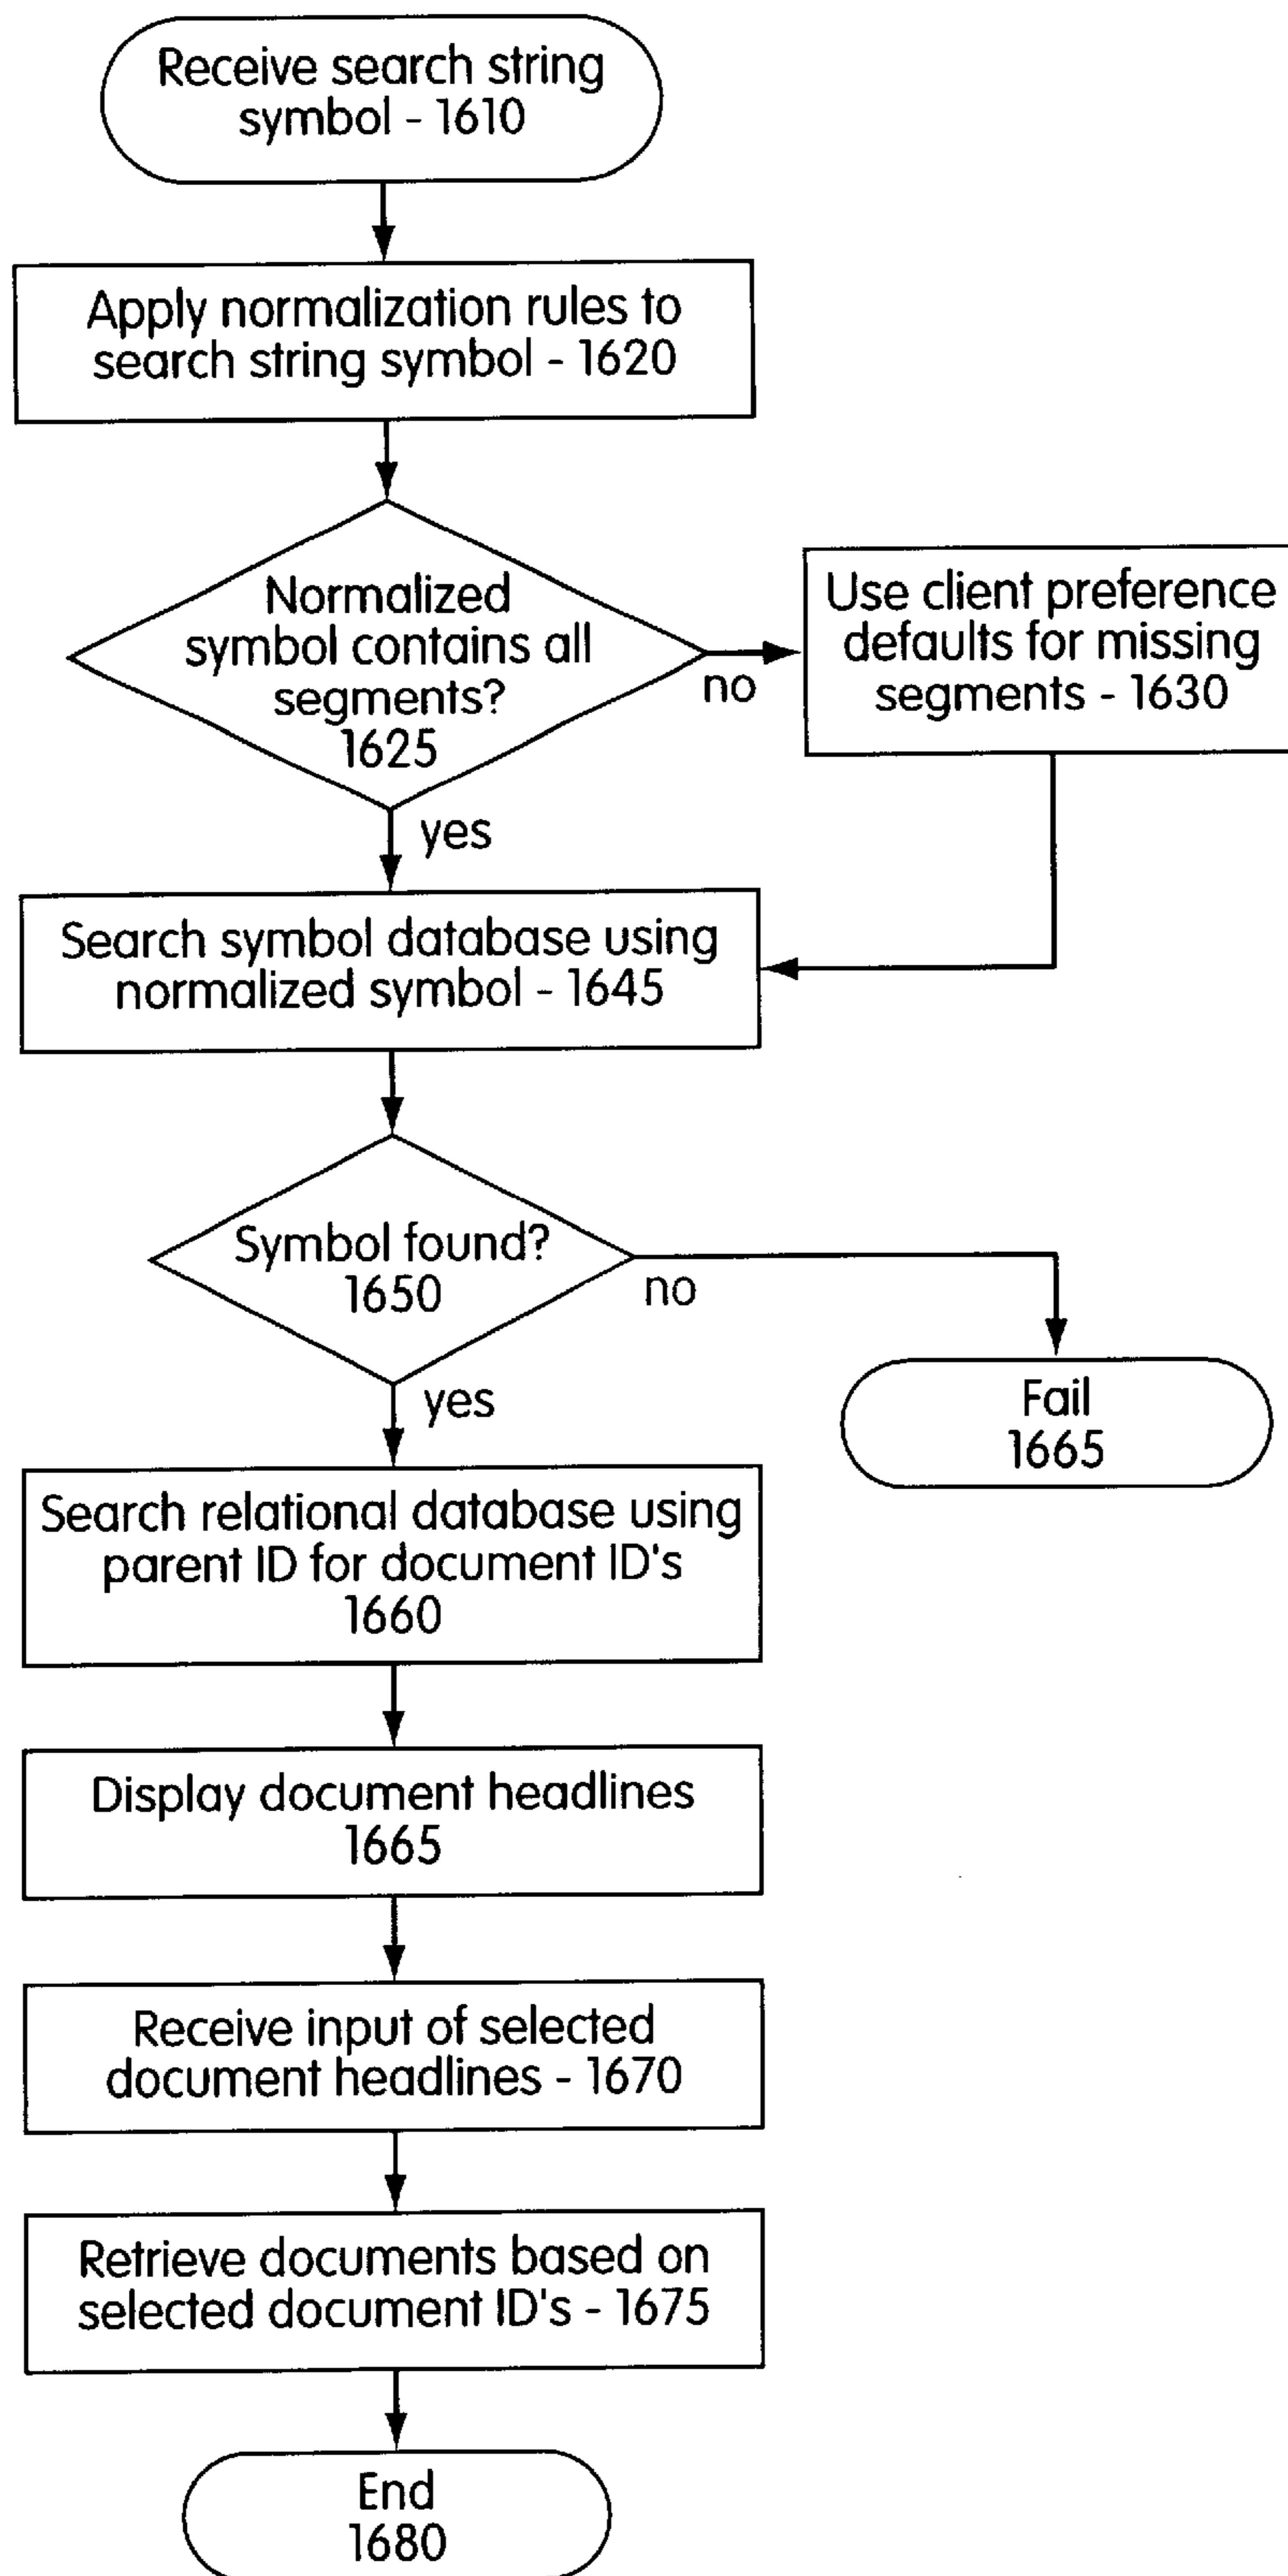 Receive search string
symbol - 1610
Apply normalization rules to
search string symbol - 1620
Normalized
symbol contains all
segments?
1625
no
Use client preference
defaults for missing
segments - 1630
yes
Search symbol database using
normalized symbol - 1645
Symbol found?
1650
no
Fail
1665
yes
Search relational database using
parent ID for document ID's
1660
Display document headlines
1665
Receive input of selected
document headlines - 1670
Retrieve documents based on
selected document ID's - 1675
End
1680